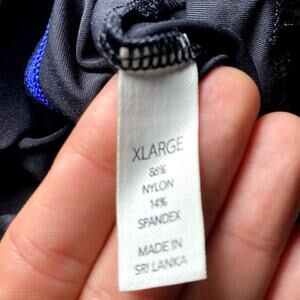 XLARGE
86%
NYLON
14%
SPANDEX
MADE IN
SRI LANKA